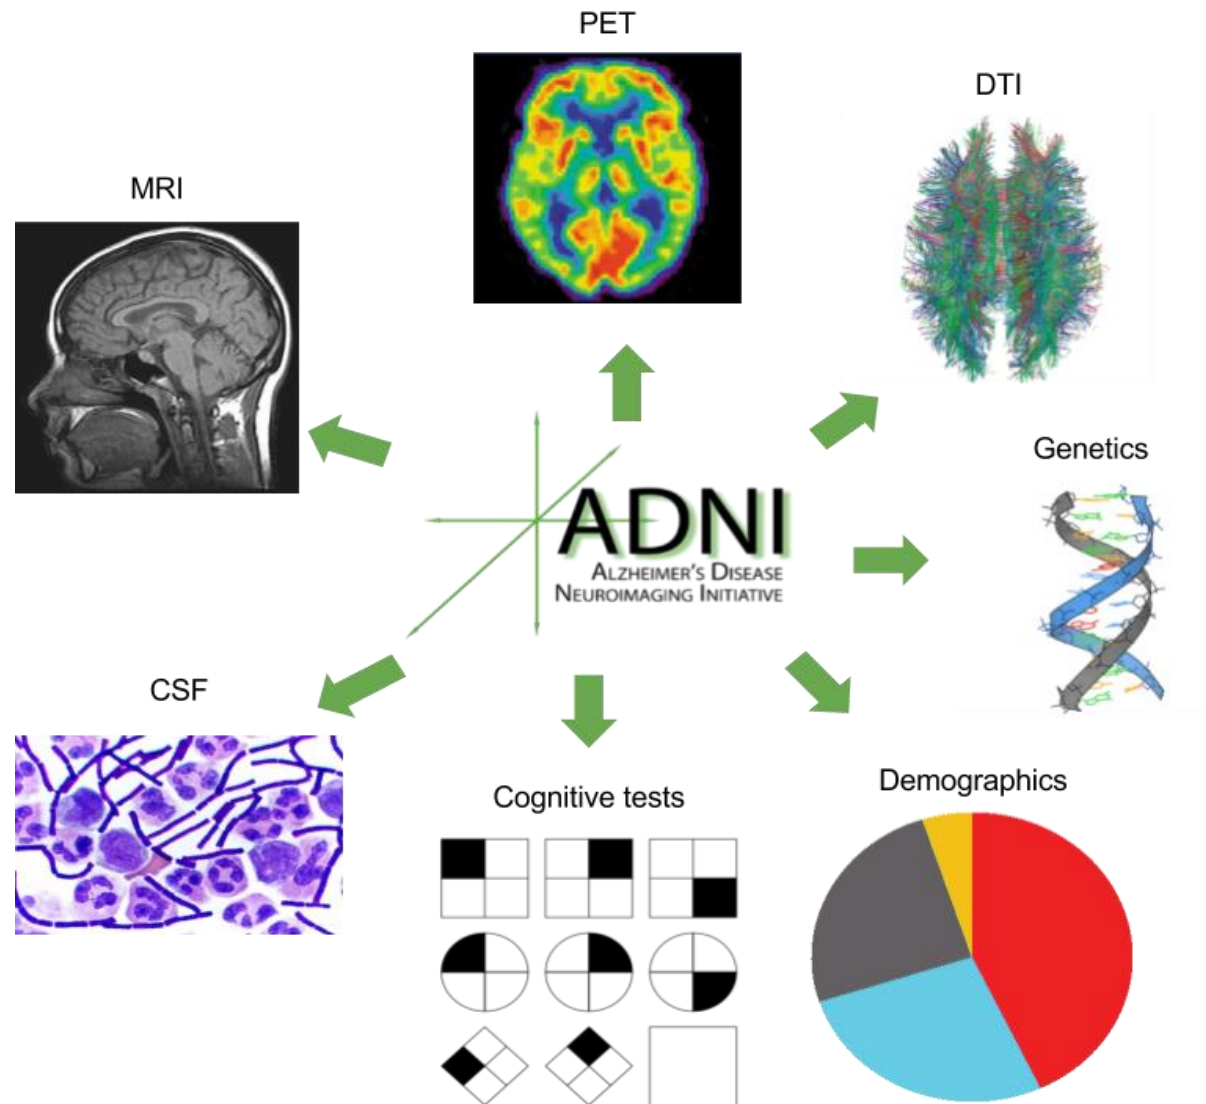 PET
DTI
MRI
Genetics
ADNI
ALZHEIMER'S DISEASE
NEUROIMAGING INITIATIVE
CSF
Cognitive tests
Demographics